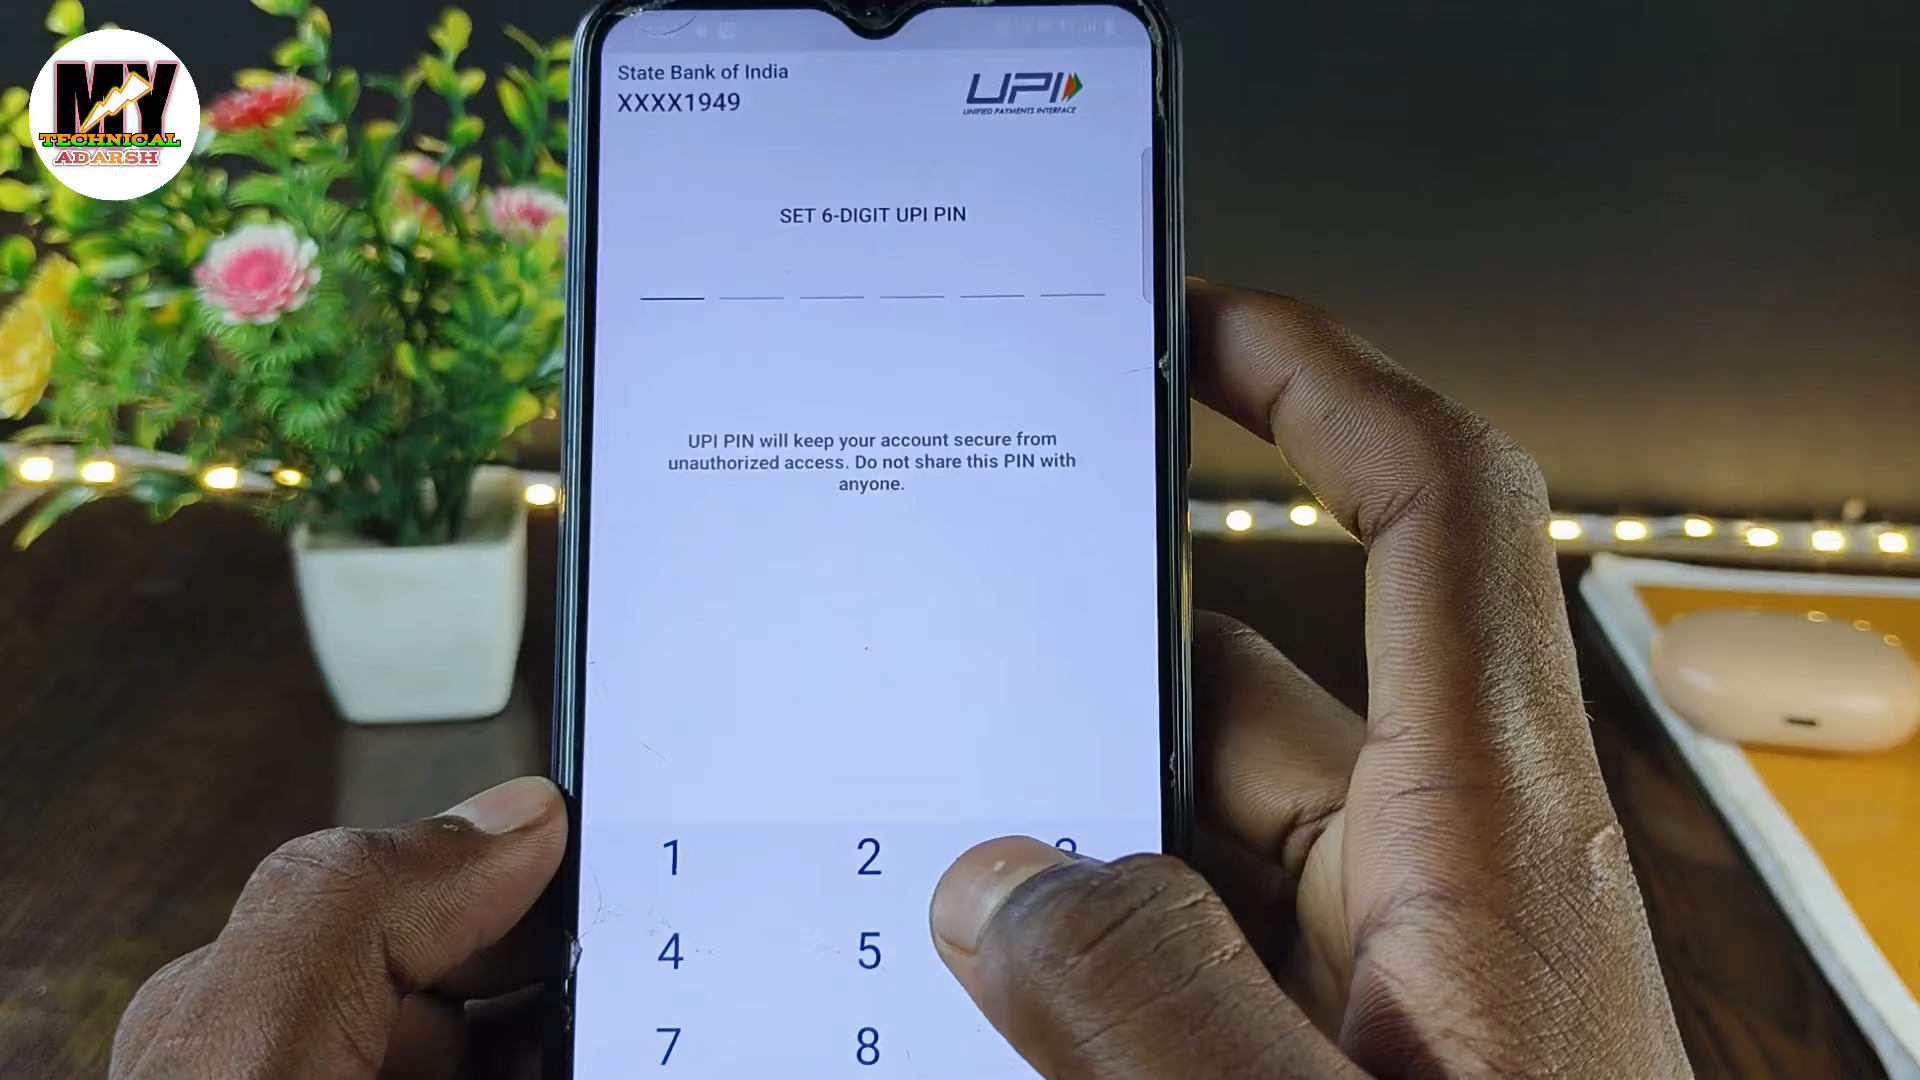 MY
TECHNICAL
ADARSH
State Bank of India
XXXX1949
UPI
UNIFIED PAYMENTS INTERFACE
SET 6-DIGIT UPI PIN
UPI PIN will keep your account secure from
unauthorized access. Do not share this PIN with
anyone.
1 2
4 5
7 8